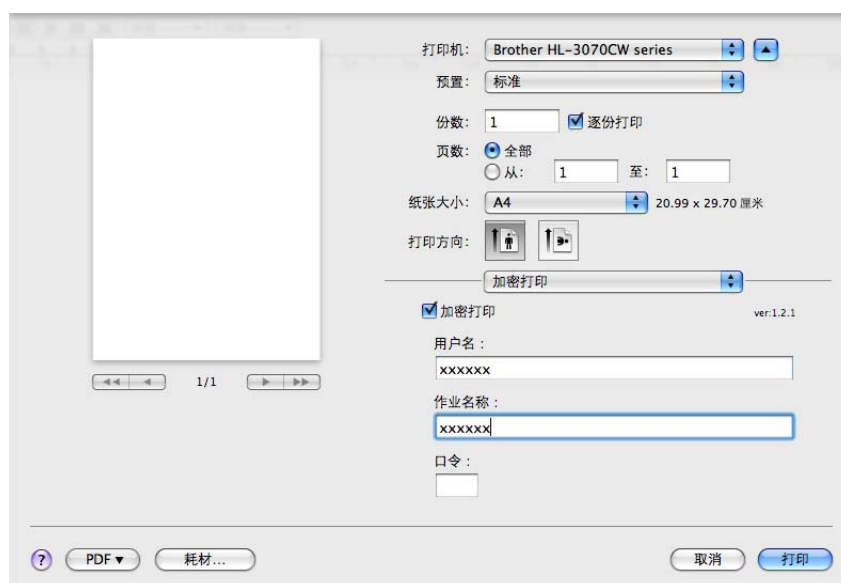 打印机: Brother HL-3070CW series
预置: 标准
份数: 1 逐份打印
页数: 全部
从: 1 至: 1
纸张大小: A4 20.99 x 29.70 厘米
打印方向:
加密打印
加密打印 ver:1.2.1
用户名 :
xxxxxx
作业名称 :
xxxxxx
口令 :
1/1
? PDF▼ 耗材... 取消 打印